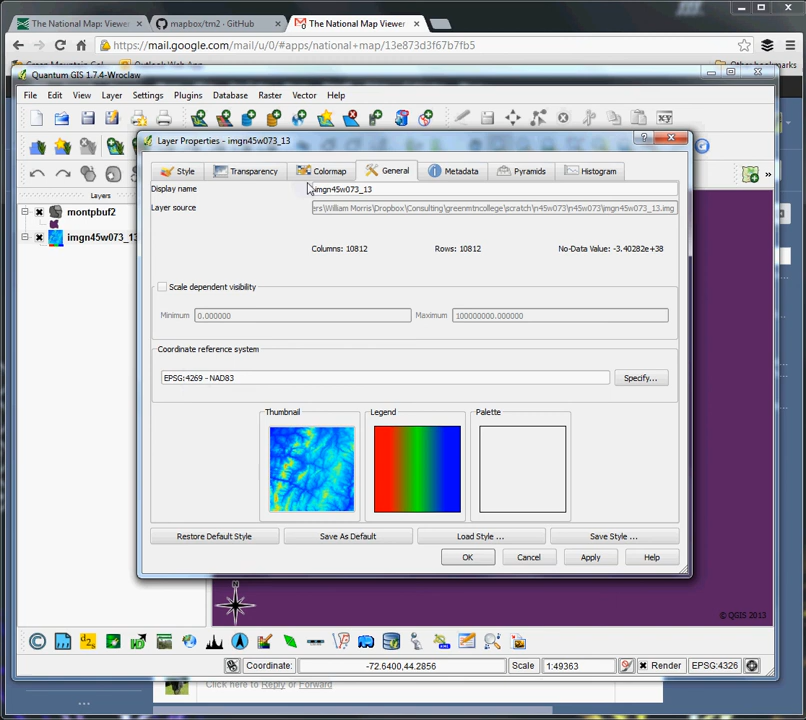 The National Map: Viewer
mapbox/tm2 · GitHub
The National Map Viewer
https://mail.google.com/mail/u/0/#apps/national+map/13e873d3f67b7fb5
Other bookmarks
Quantum GIS 1.7.4-Wroclaw
File Edit View Layer Settings Plugins Database Raster Vector Help
Layer Properties - imgn45w073_13
Style Transparency Colormap General Metadata Pyramids Histogram
Layers
Display name imgn45w073_13
Layer source ers\William Morris\Dropbox\Consulting\greenmtncollege\scratch\n45w073\n45w073\imgn45w073_13.img
montpbuf2
imgn45w073_13
Columns: 10812 Rows: 10812 No-Data Value: -3.40282e+38
Scale dependent visibility
Minimum 0.000000 Maximum 100000000.000000
Coordinate reference system
EPSG:4269 - NAD83 Specify...
Thumbnail Legend Palette
Restore Default Style Save As Default Load Style ... Save Style ...
OK Cancel Apply Help
N
© QGIS 2013
Coordinate: -72.6400,44.2856 Scale 1:49363 Render EPSG:4326
Click here to Reply or Forward